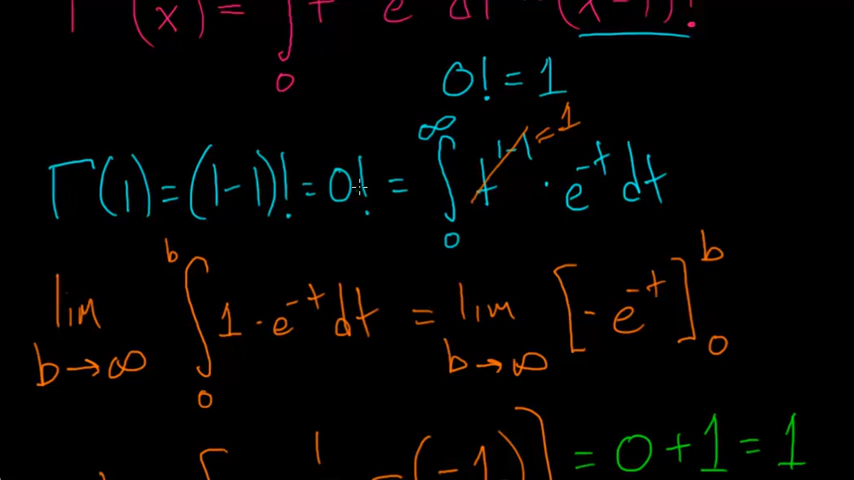 Γ(x) = ∫₀ t e dt (x-1)!
0! = 1
Γ(1) = (1-1)! = 0! = ∫₀^∞ t^(1-1) = 1 · e^(-t) dt
lim b→∞ ∫₀^b 1 · e^(-t) dt = lim b→∞ [-e^(-t)]₀^b
(-1)] = 0 + 1 = 1